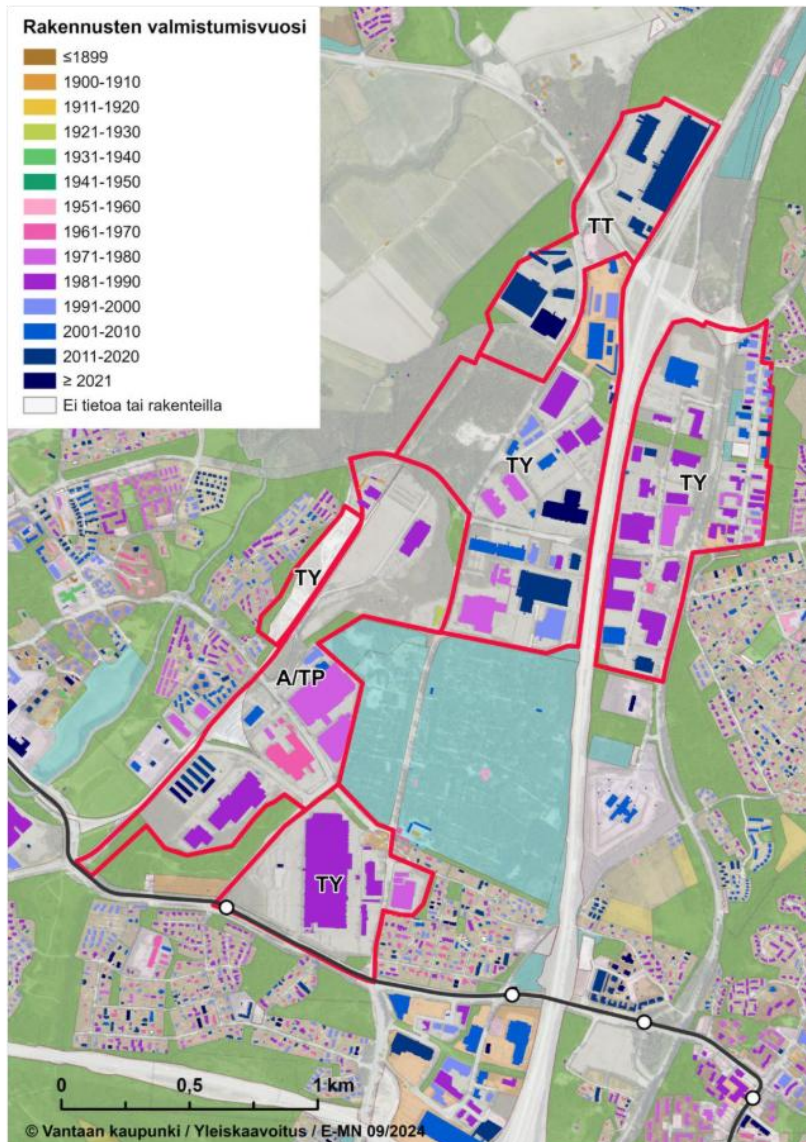 Rakennusten valmistumisvuosi
≤1899
1900-1910
1911-1920
1921-1930
1931-1940
1941-1950
1951-1960
1961-1970
1971-1980
1981-1990
1991-2000
2001-2010
2011-2020
≥ 2021
Ei tietoa tai rakenteilla
TT
TY
TY
TY
A/TP
TY
0 0,5 1 km
© Vantaan kaupunki / Yleiskaavoitus / E-MN 09/2024